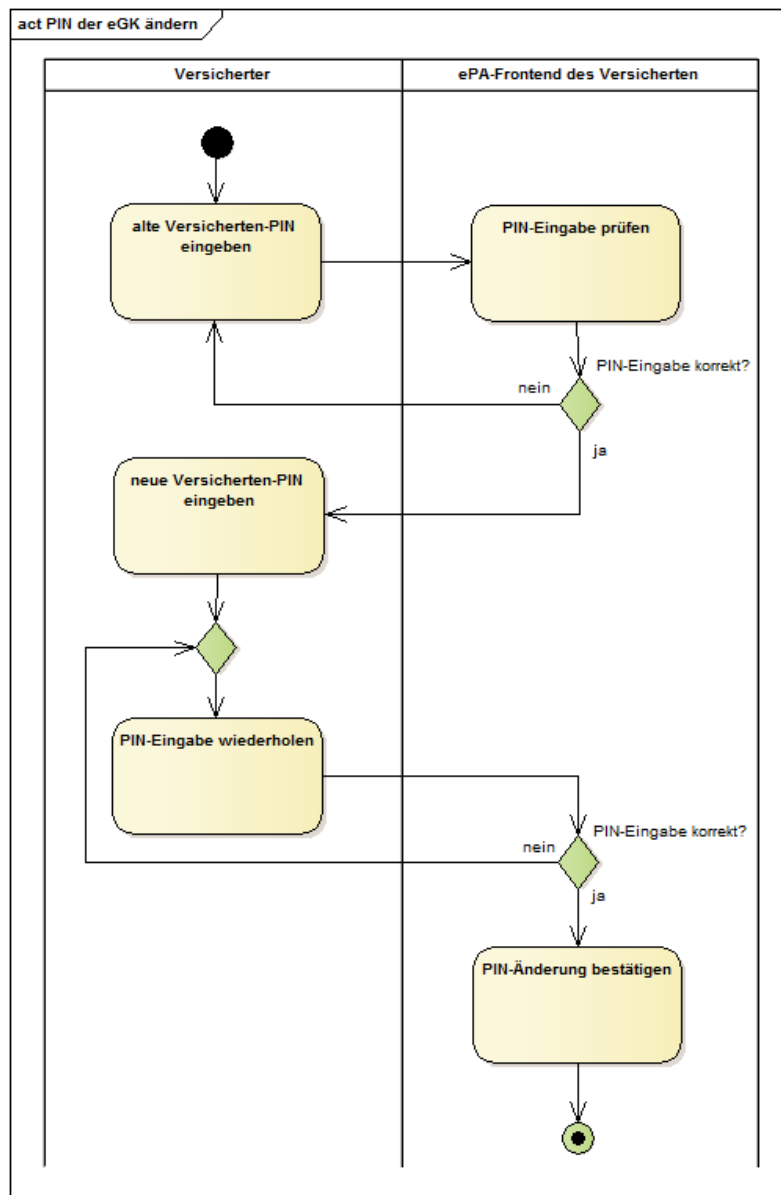 act PIN der eGK ändern
Versicherter
ePA-Frontend des Versicherten
alte Versicherten-PIN
eingeben
PIN-Eingabe prüfen
PIN-Eingabe korrekt?
nein
ja
neue Versicherten-PIN
eingeben
PIN-Eingabe wiederholen
PIN-Eingabe korrekt?
nein
ja
PIN-Änderung bestätigen